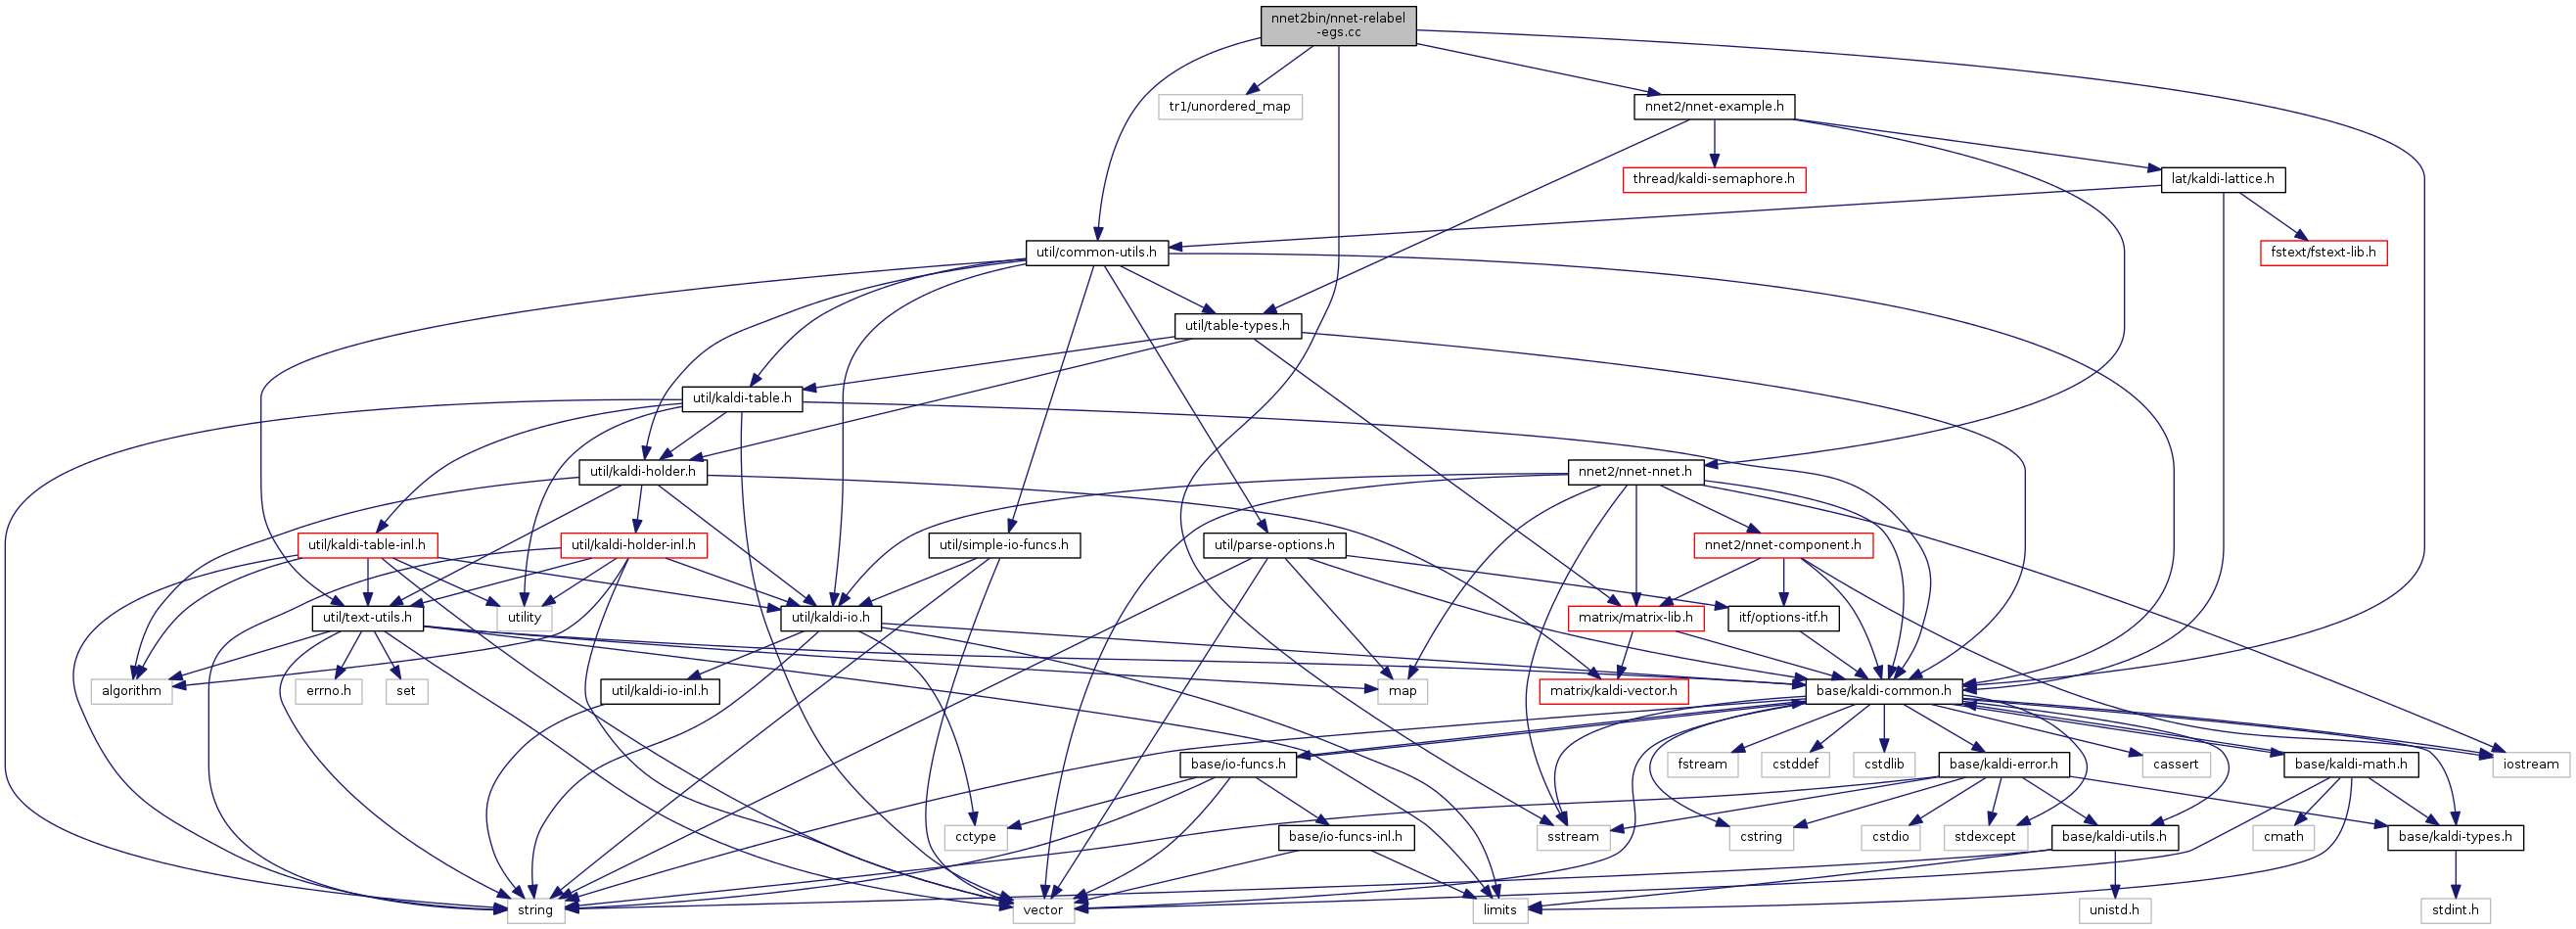 nnet2bin/nnet-relabel
-egs.cc
tr1/unordered_map
nnet2/nnet-example.h
thread/kaldi-semaphore.h
lat/kaldi-lattice.h
util/common-utils.h
fstext/fstext-lib.h
util/table-types.h
util/kaldi-table.h
util/kaldi-holder.h
nnet2/nnet-nnet.h
util/kaldi-table-inl.h
util/kaldi-holder-inl.h
util/simple-io-funcs.h
util/parse-options.h
nnet2/nnet-component.h
util/text-utils.h
utility
util/kaldi-io.h
matrix/matrix-lib.h
itf/options-itf.h
algorithm
errno.h
set
util/kaldi-io-inl.h
map
matrix/kaldi-vector.h
base/kaldi-common.h
base/io-funcs.h
fstream
cstddef
cstdlib
base/kaldi-error.h
cassert
base/kaldi-math.h
iostream
cctype
base/io-funcs-inl.h
sstream
cstring
cstdio
stdexcept
base/kaldi-utils.h
cmath
base/kaldi-types.h
string
vector
limits
unistd.h
stdint.h